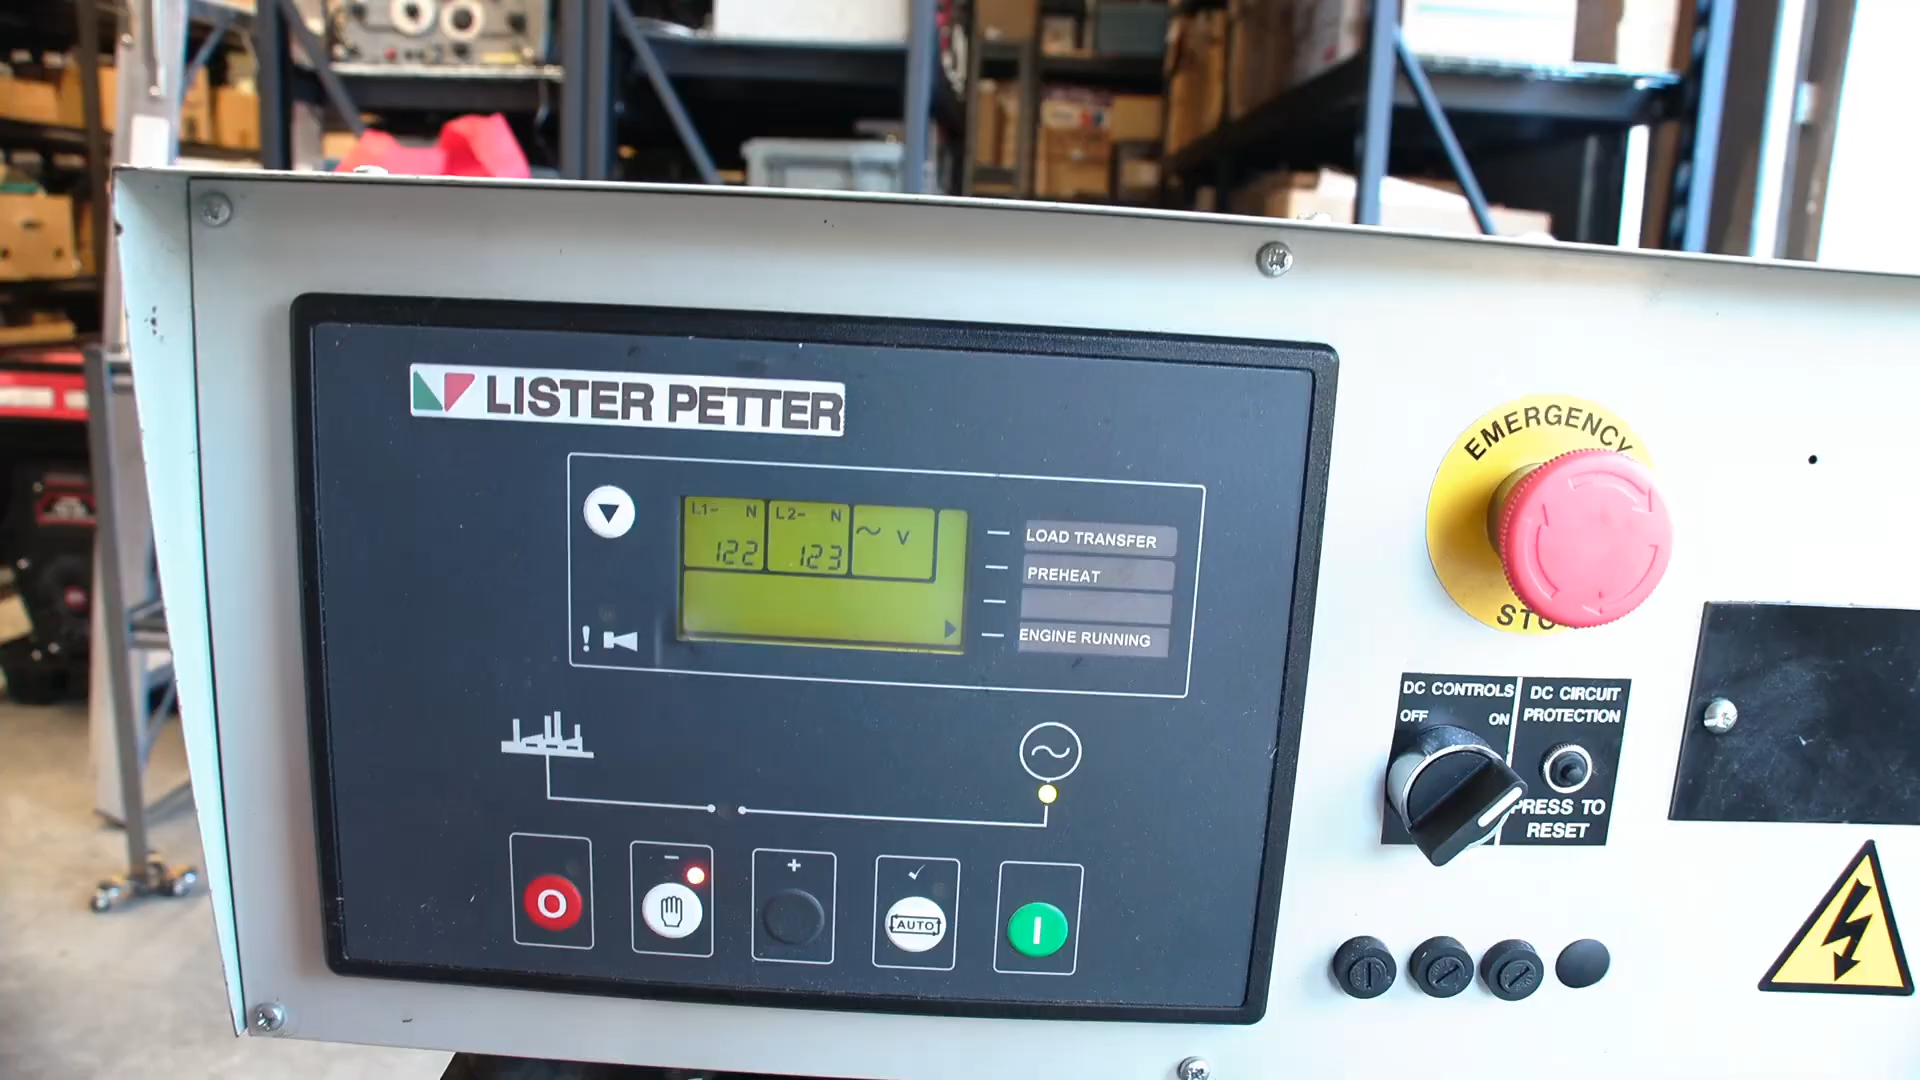 LISTER PETTER
L1- N L2- N ~ V
122 123
LOAD TRANSFER
PREHEAT
ENGINE RUNNING
!
O
-
+
AUTO
I
EMERGENCY
DC CONTROLS
OFF ON
DC CIRCUIT
PROTECTION
PRESS TO
RESET